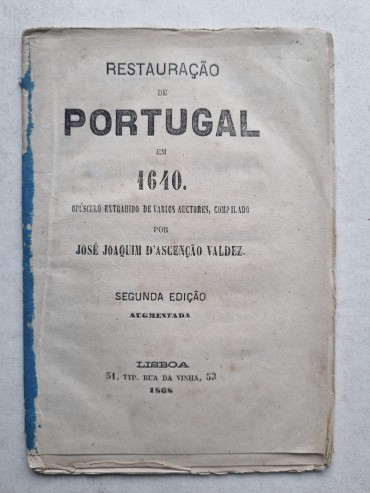 RESTAURAÇÃO
DE
PORTUGAL
EM
1640.
OPÚSCULO EXTRAHIDO DE VARIOS AUCTORES, COMPILADO
POR
JOSÉ JOAQUIM D'ASCENÇÃO VALDEZ.
SEGUNDA EDIÇÃO
AUGMENTADA
LISBOA
51, TYP. RUA DA VINHA, 53
1868